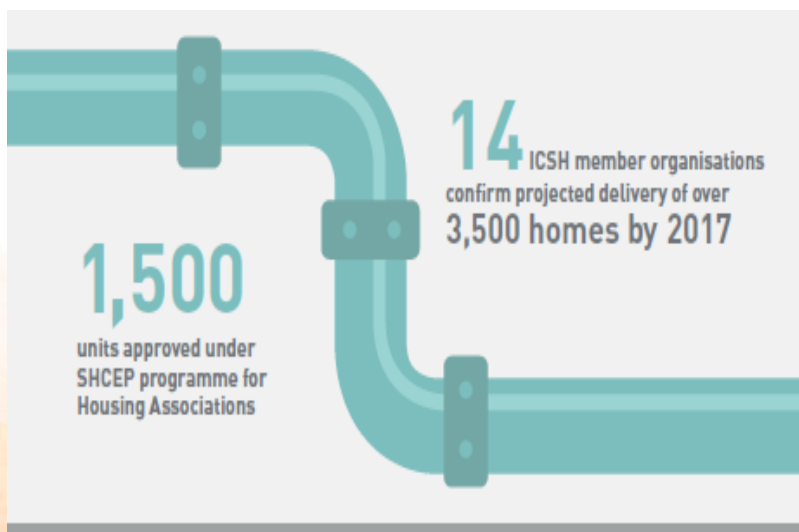 14 ICSH member organisations
confirm projected delivery of over
3,500 homes by 2017
1,500
units approved under
SHCEP programme for
Housing Associations